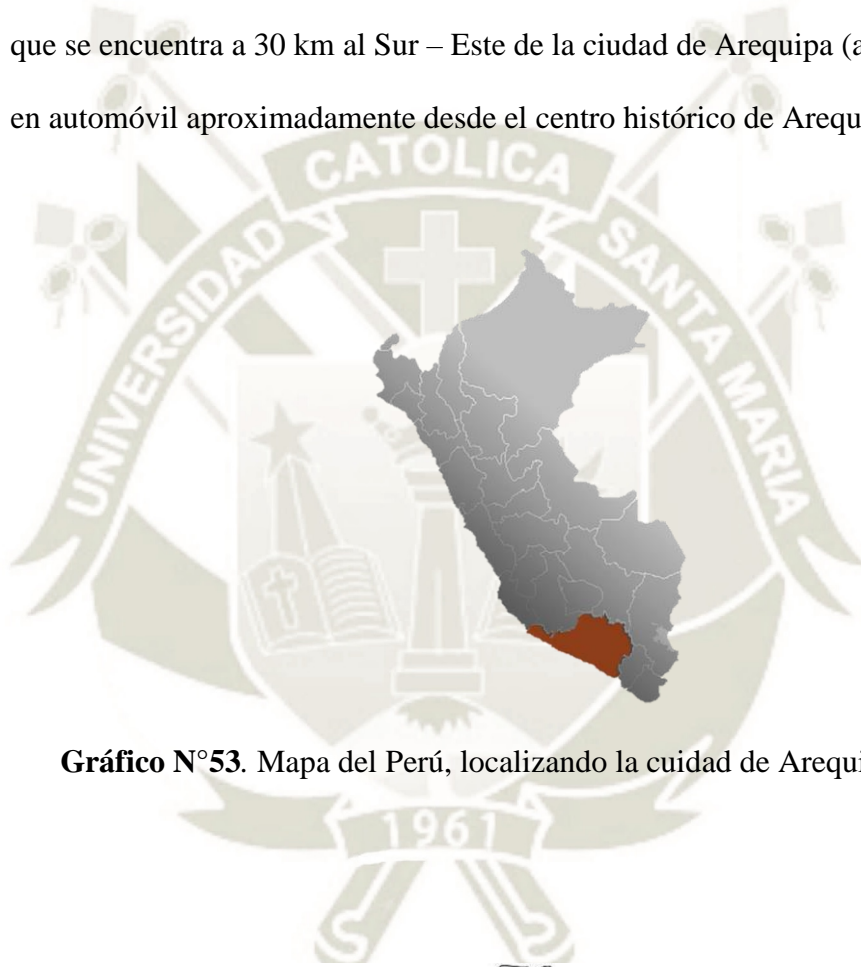 que se encuentra a 30 km al Sur – Este de la ciudad de Arequipa (a
en automóvil aproximadamente desde el centro histórico de Arequ
UNIVERSIDAD CATOLICA SANTA MARIA
Gráfico N°53. Mapa del Perú, localizando la cuidad de Arequi
1961